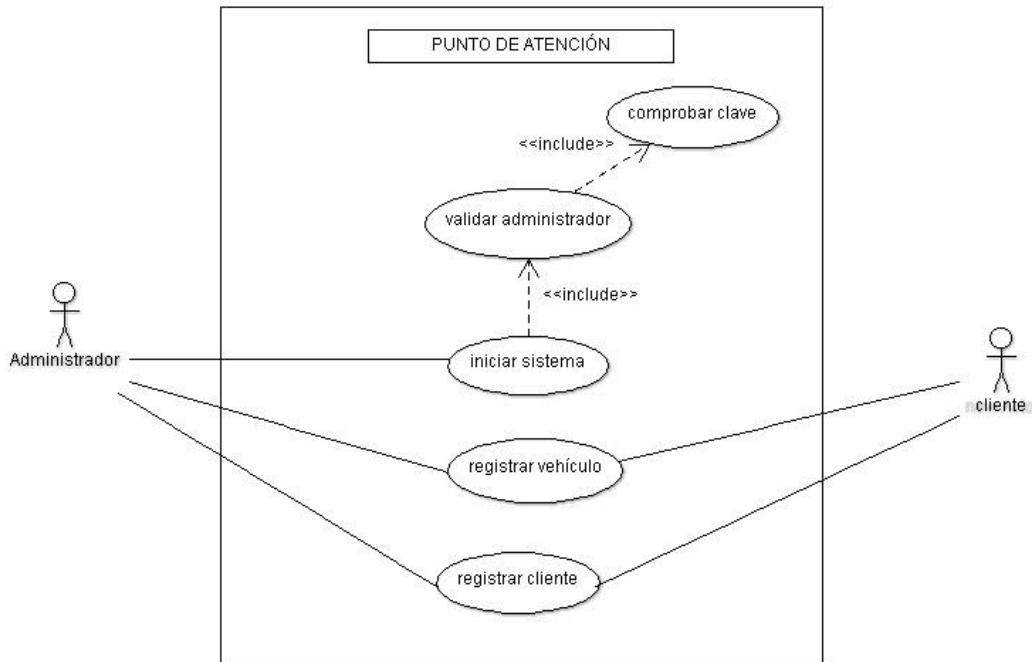 PUNTO DE ATENCIÓN
comprobar clave
<<include>>
validar administrador
<<include>>
Administrador
iniciar sistema
cliente
registrar vehículo
registrar cliente